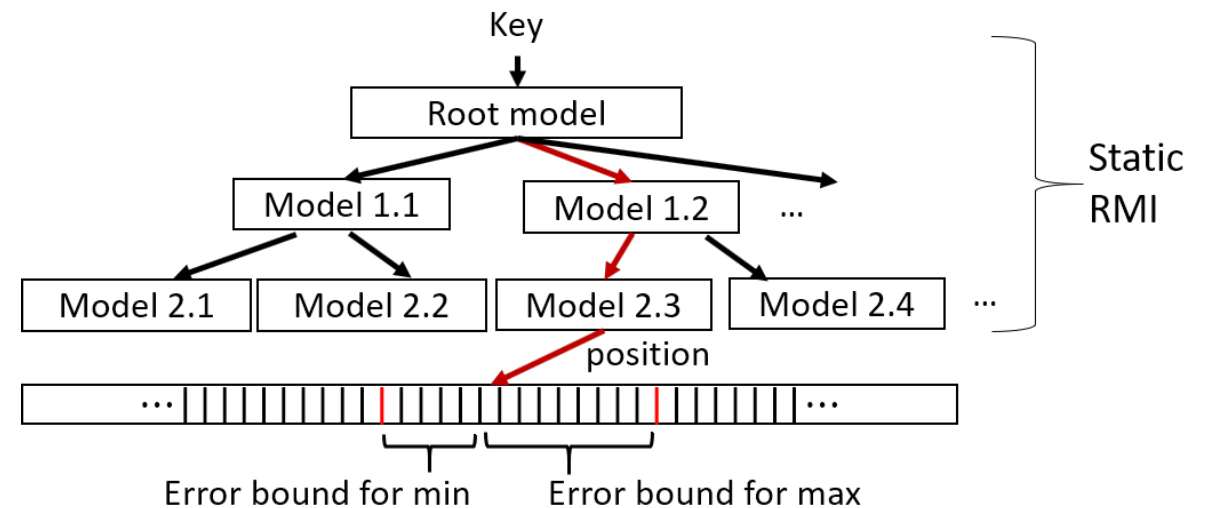 Key
Root model
Static
RMI
Model 1.1
Model 1.2
...
Model 2.1
Model 2.2
Model 2.3
Model 2.4
...
position
...
...
Error bound for min
Error bound for max